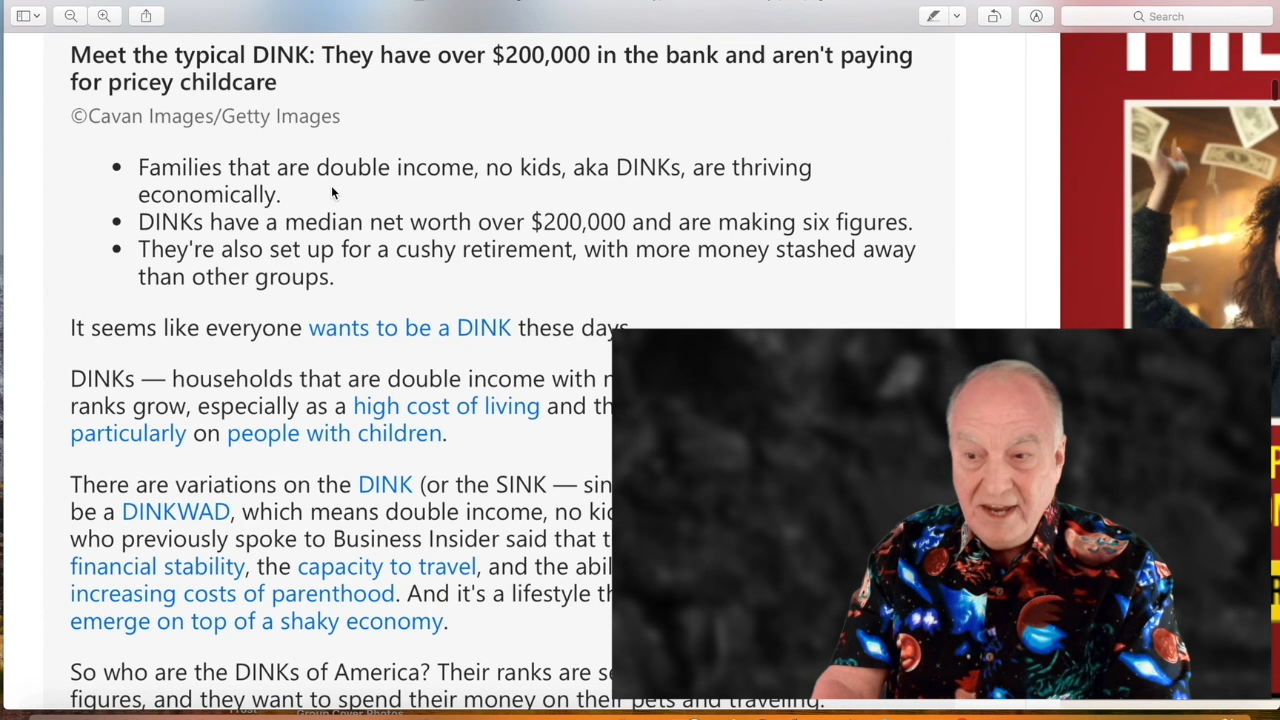 Search
Meet the typical DINK: They have over $200,000 in the bank and aren't paying
for pricey childcare
©Cavan Images/Getty Images
• Families that are double income, no kids, aka DINKs, are thriving
economically.
• DINKs have a median net worth over $200,000 and are making six figures.
• They're also set up for a cushy retirement, with more money stashed away
than other groups.
It seems like everyone wants to be a DINK these days
DINKs — households that are double income with
ranks grow, especially as a high cost of living and
particularly on people with children.
There are variations on the DINK (or the SINK —
be a DINKWAD, which means double income, no
who previously spoke to Business Insider said that
financial stability, the capacity to travel, and the
increasing costs of parenthood. And it's a lifestyle
emerge on top of a shaky economy.
So who are the DINKs of America? Their ranks are
figures, and they want to spend their money on their pets and traveling.